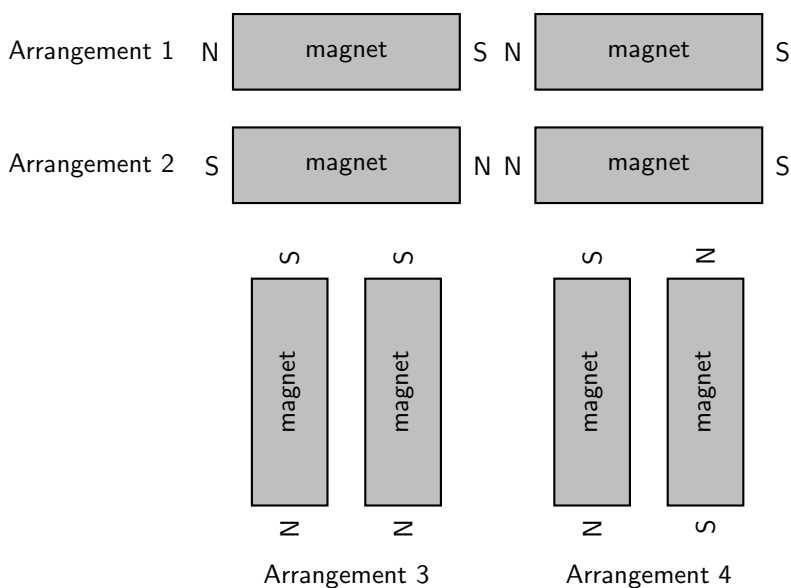 Arrangement 1 N magnet S N magnet S
Arrangement 2 S magnet N N magnet S
S S S N
magnet magnet magnet magnet
N N N S
Arrangement 3 Arrangement 4